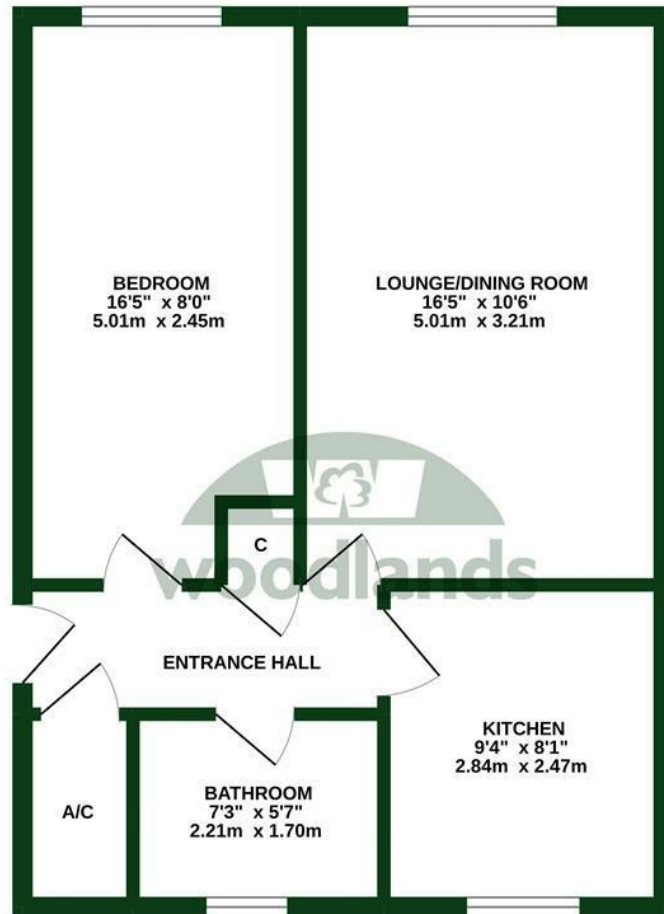 BEDROOM
16'5" x 8'0"
5.01m x 2.45m
LOUNGE/DINING ROOM
16'5" x 10'6"
5.01m x 3.21m
C
woodlands
ENTRANCE HALL
KITCHEN
9'4" x 8'1"
2.84m x 2.47m
A/C
BATHROOM
7'3" x 5'7"
2.21m x 1.70m